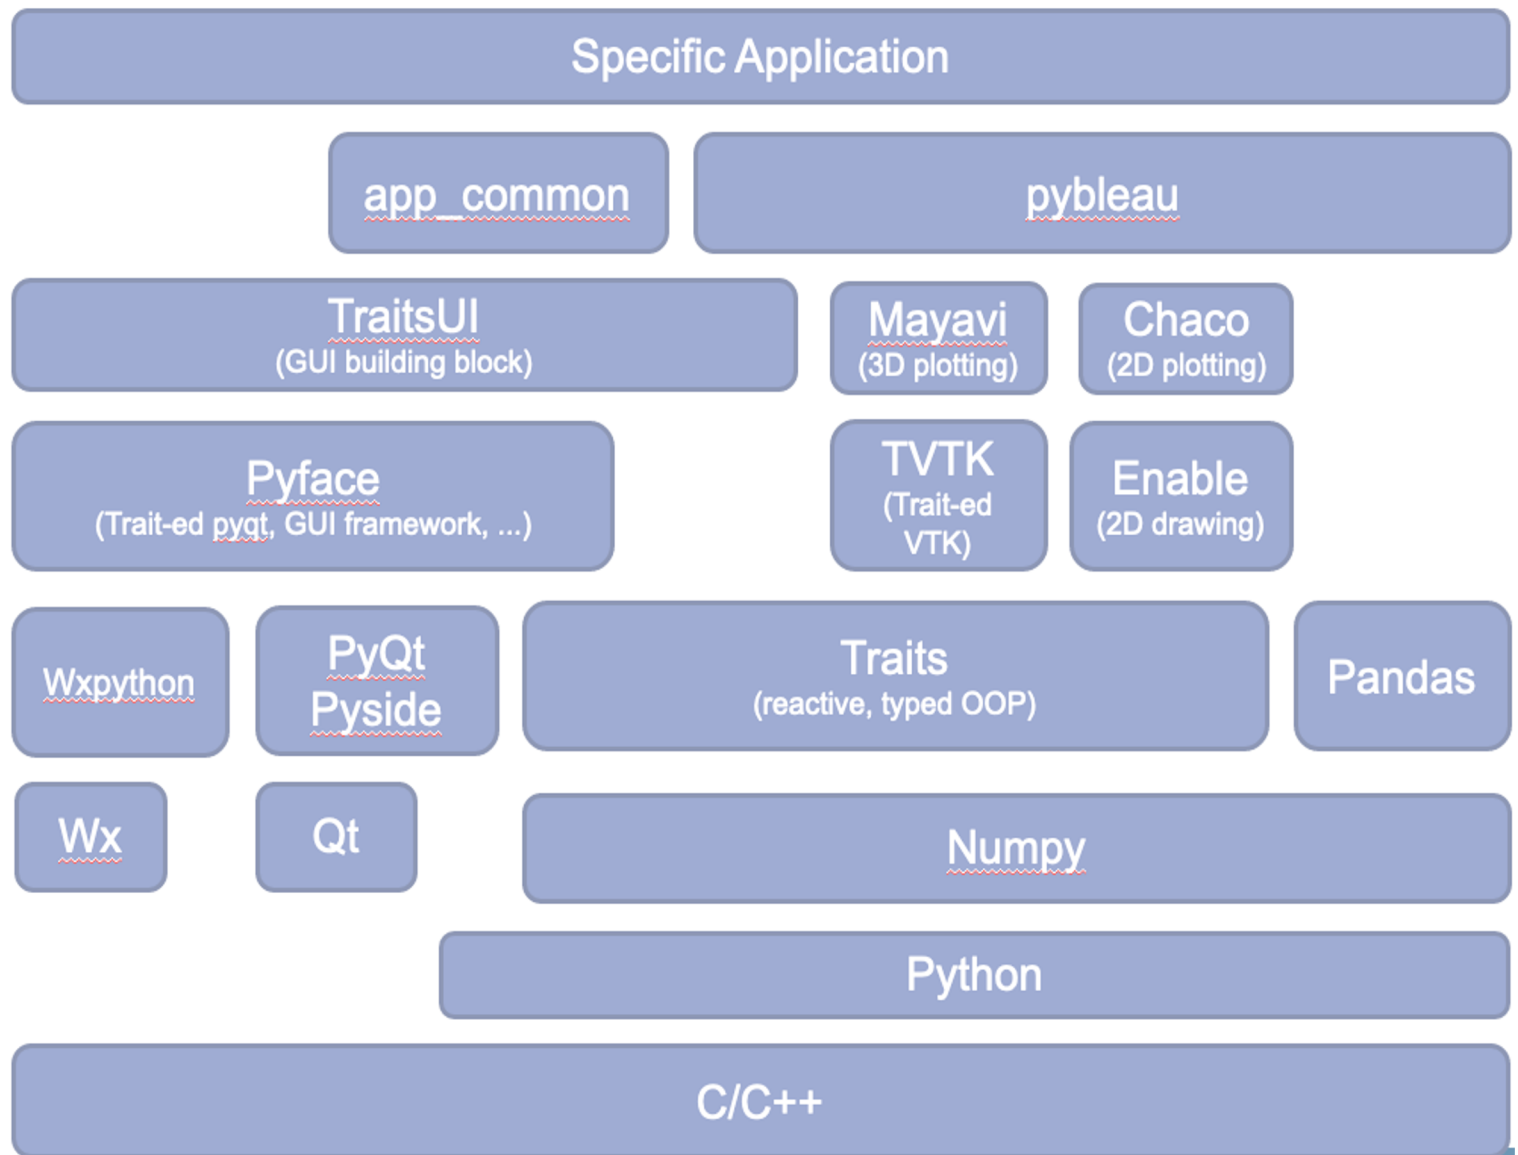 Specific Application
app_common
pybleau
TraitsUI
(GUI building block)
Mayavi
(3D plotting)
Chaco
(2D plotting)
Pyface
(Trait-ed pyqt, GUI framework, ...)
TVTK
(Trait-ed
VTK)
Enable
(2D drawing)
Wxpython
PyQt
Pyside
Traits
(reactive, typed OOP)
Pandas
Wx
Qt
Numpy
Python
C/C++